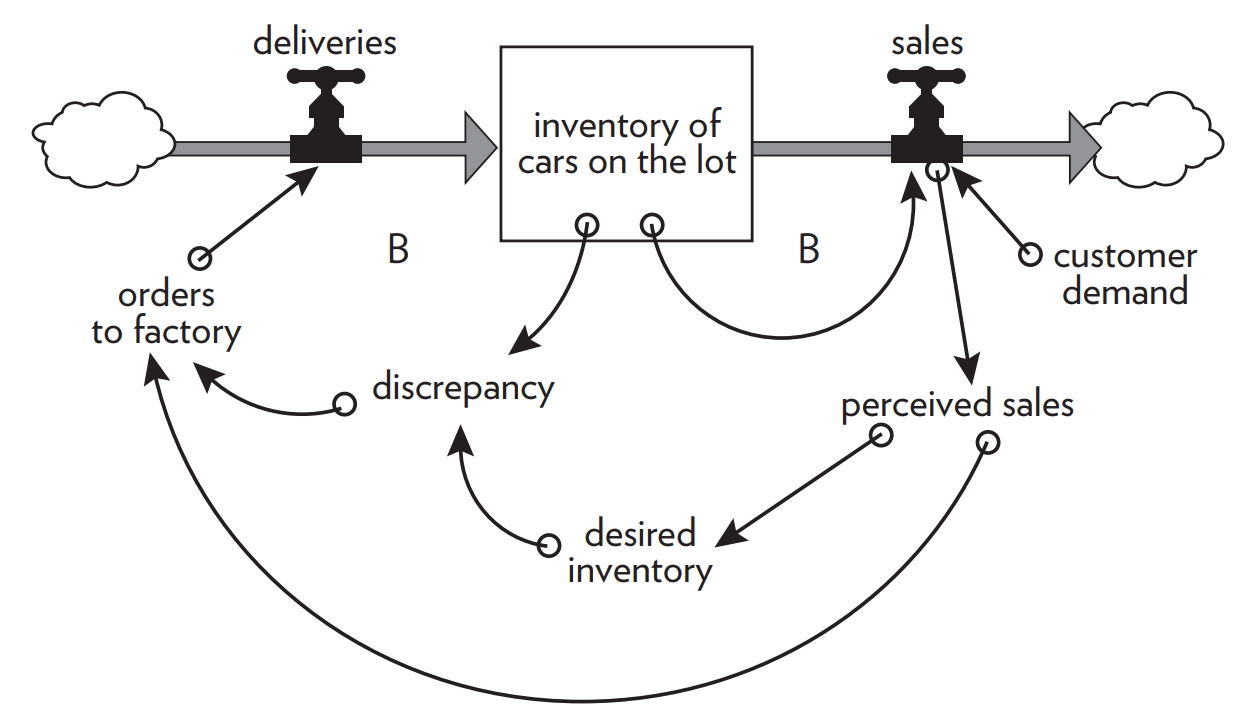 deliveries
sales
inventory of
cars on the lot
B
B
customer
demand
orders
to factory
discrepancy
perceived sales
desired
inventory